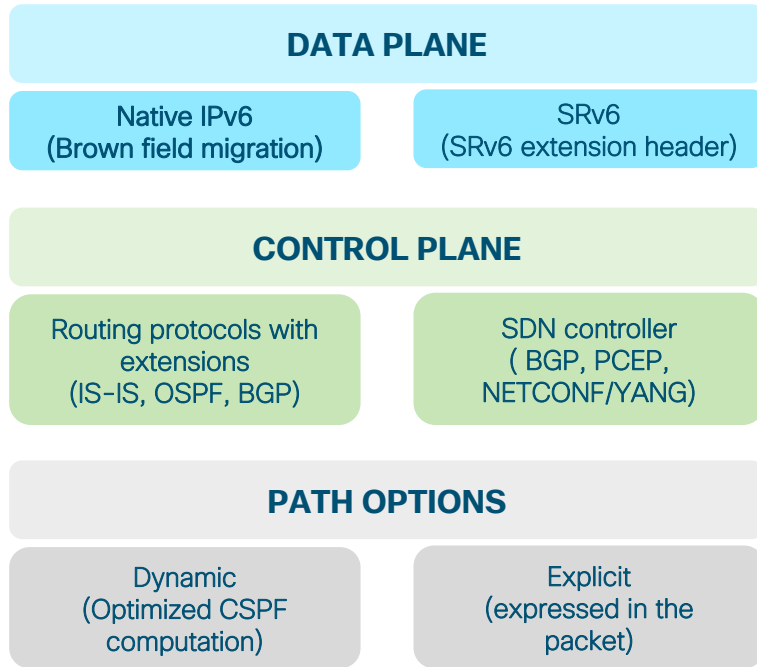 DATA PLANE
Native IPv6
(Brown field migration)
SRv6
(SRv6 extension header)
CONTROL PLANE
Routing protocols with
extensions
(IS-IS, OSPF, BGP)
SDN controller
( BGP, PCEP,
NETCONF/YANG)
PATH OPTIONS
Dynamic
(Optimized CSPF
computation)
Explicit
(expressed in the
packet)